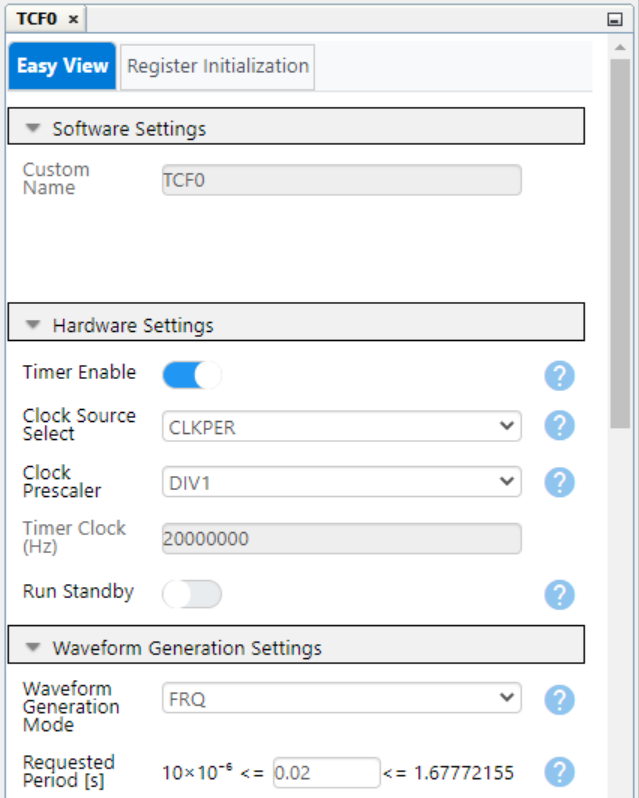 TCF0 ×
Easy View Register Initialization
Software Settings
Custom
Name
TCF0
Hardware Settings
Timer Enable
?
Clock Source
Select
CLKPER
?
Clock
Prescaler
DIV1
?
Timer Clock
(Hz)
20000000
Run Standby
?
Waveform Generation Settings
Waveform
Generation
Mode
FRQ
?
Requested
Period [s]
10×10⁻⁶ <= 0.02 <= 1.67772155
?